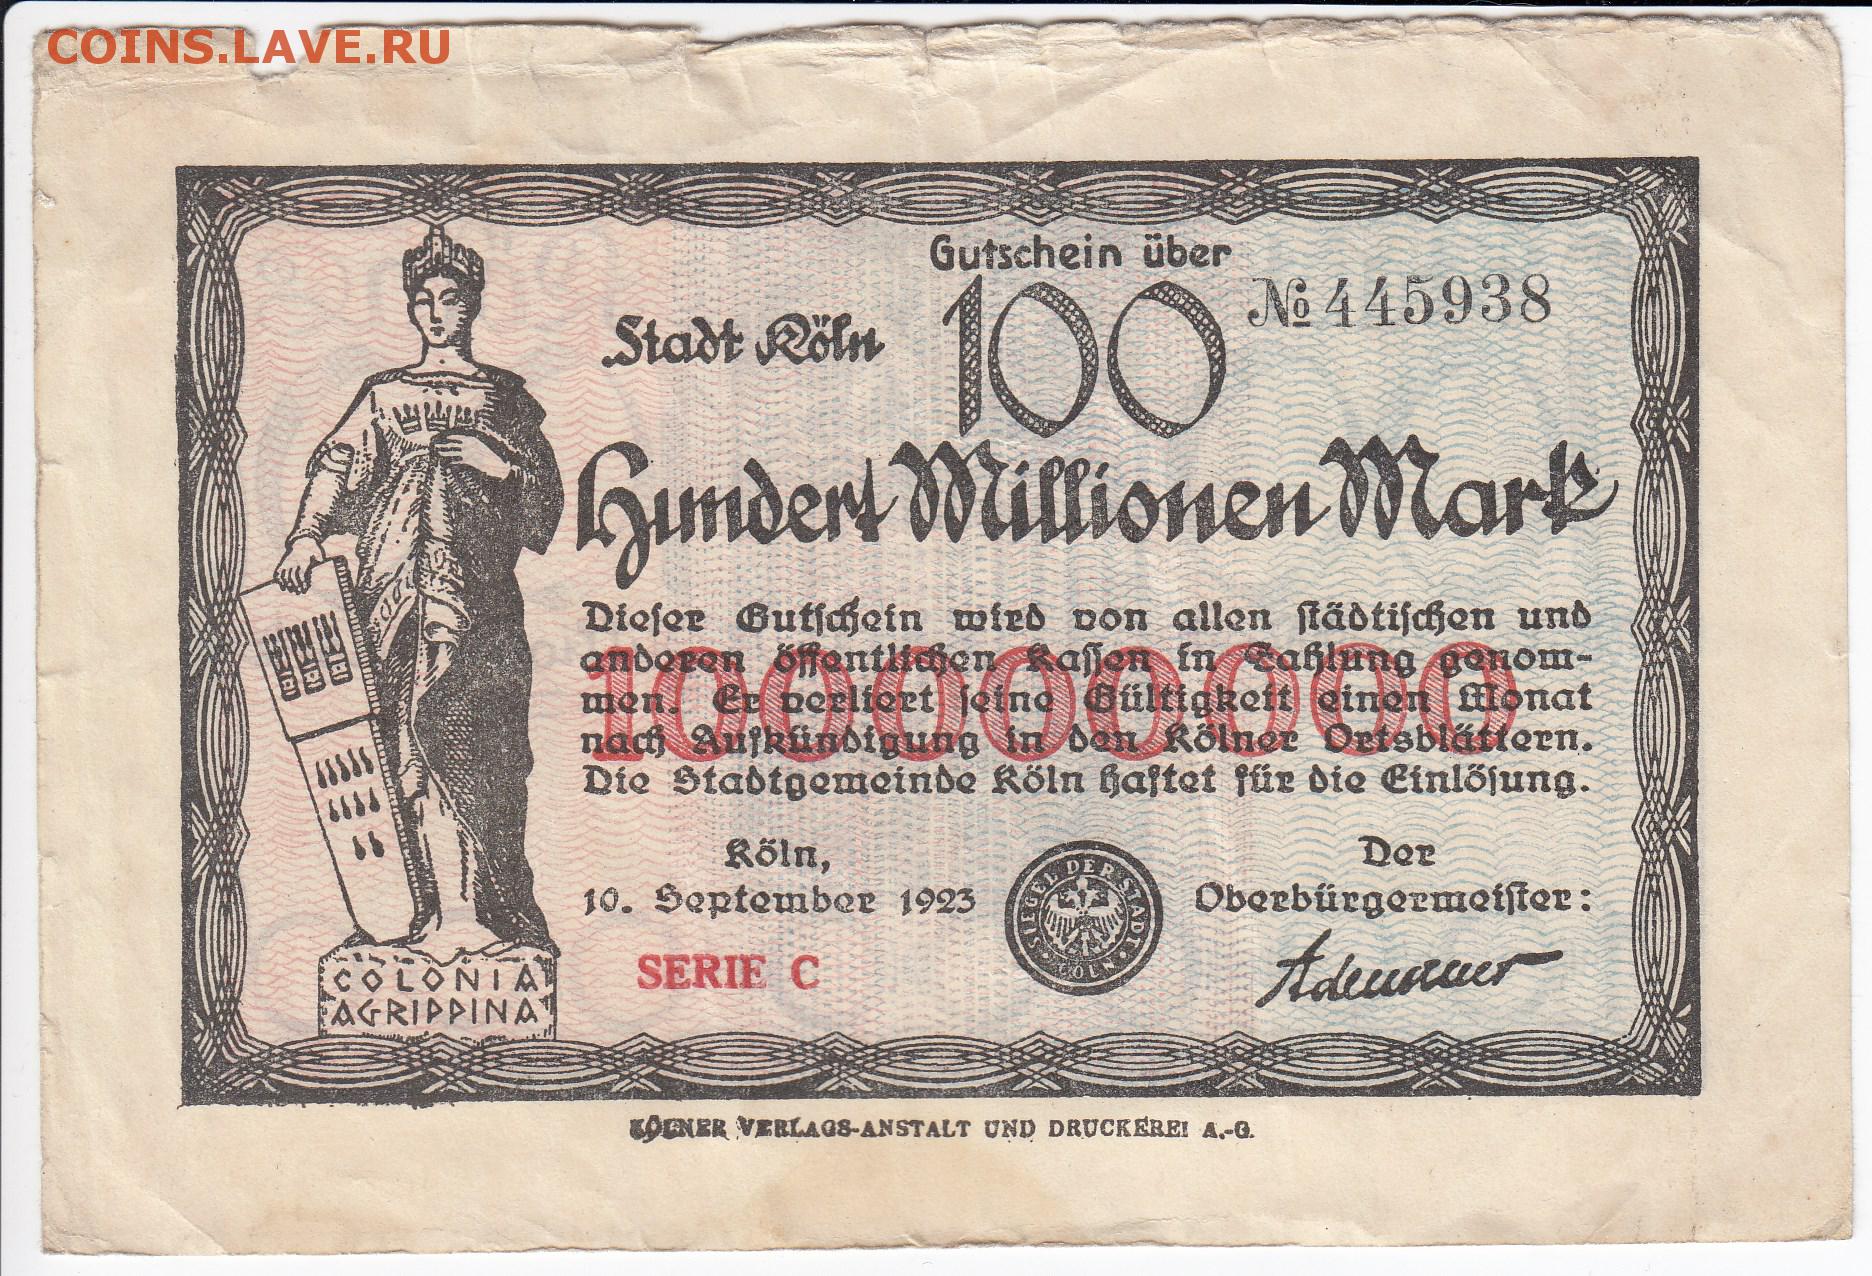 COINS.LAVE.RU
Gutschein über
Stadt Köln 100 № 445938
Hundert Millionen Mark
100000000
Dieser Gutschein wird von allen städtischen und
anderen öffentlichen Kassen in Zahlung genom-
men. Er verliert seine Gültigkeit einen Monat
nach Aufkündigung in den Kölner Ortsblättern.
Die Stadtgemeinde Köln haftet für die Einlösung.
Köln,
10. September 1923
SERIE C
SIEGEL DER STADT KÖLN
Der
Oberbürgermeister:
Adenauer
COLONIA
AGRIPPINA
KÖLNER VERLAGS-ANSTALT UND DRUCKEREI A.-G.